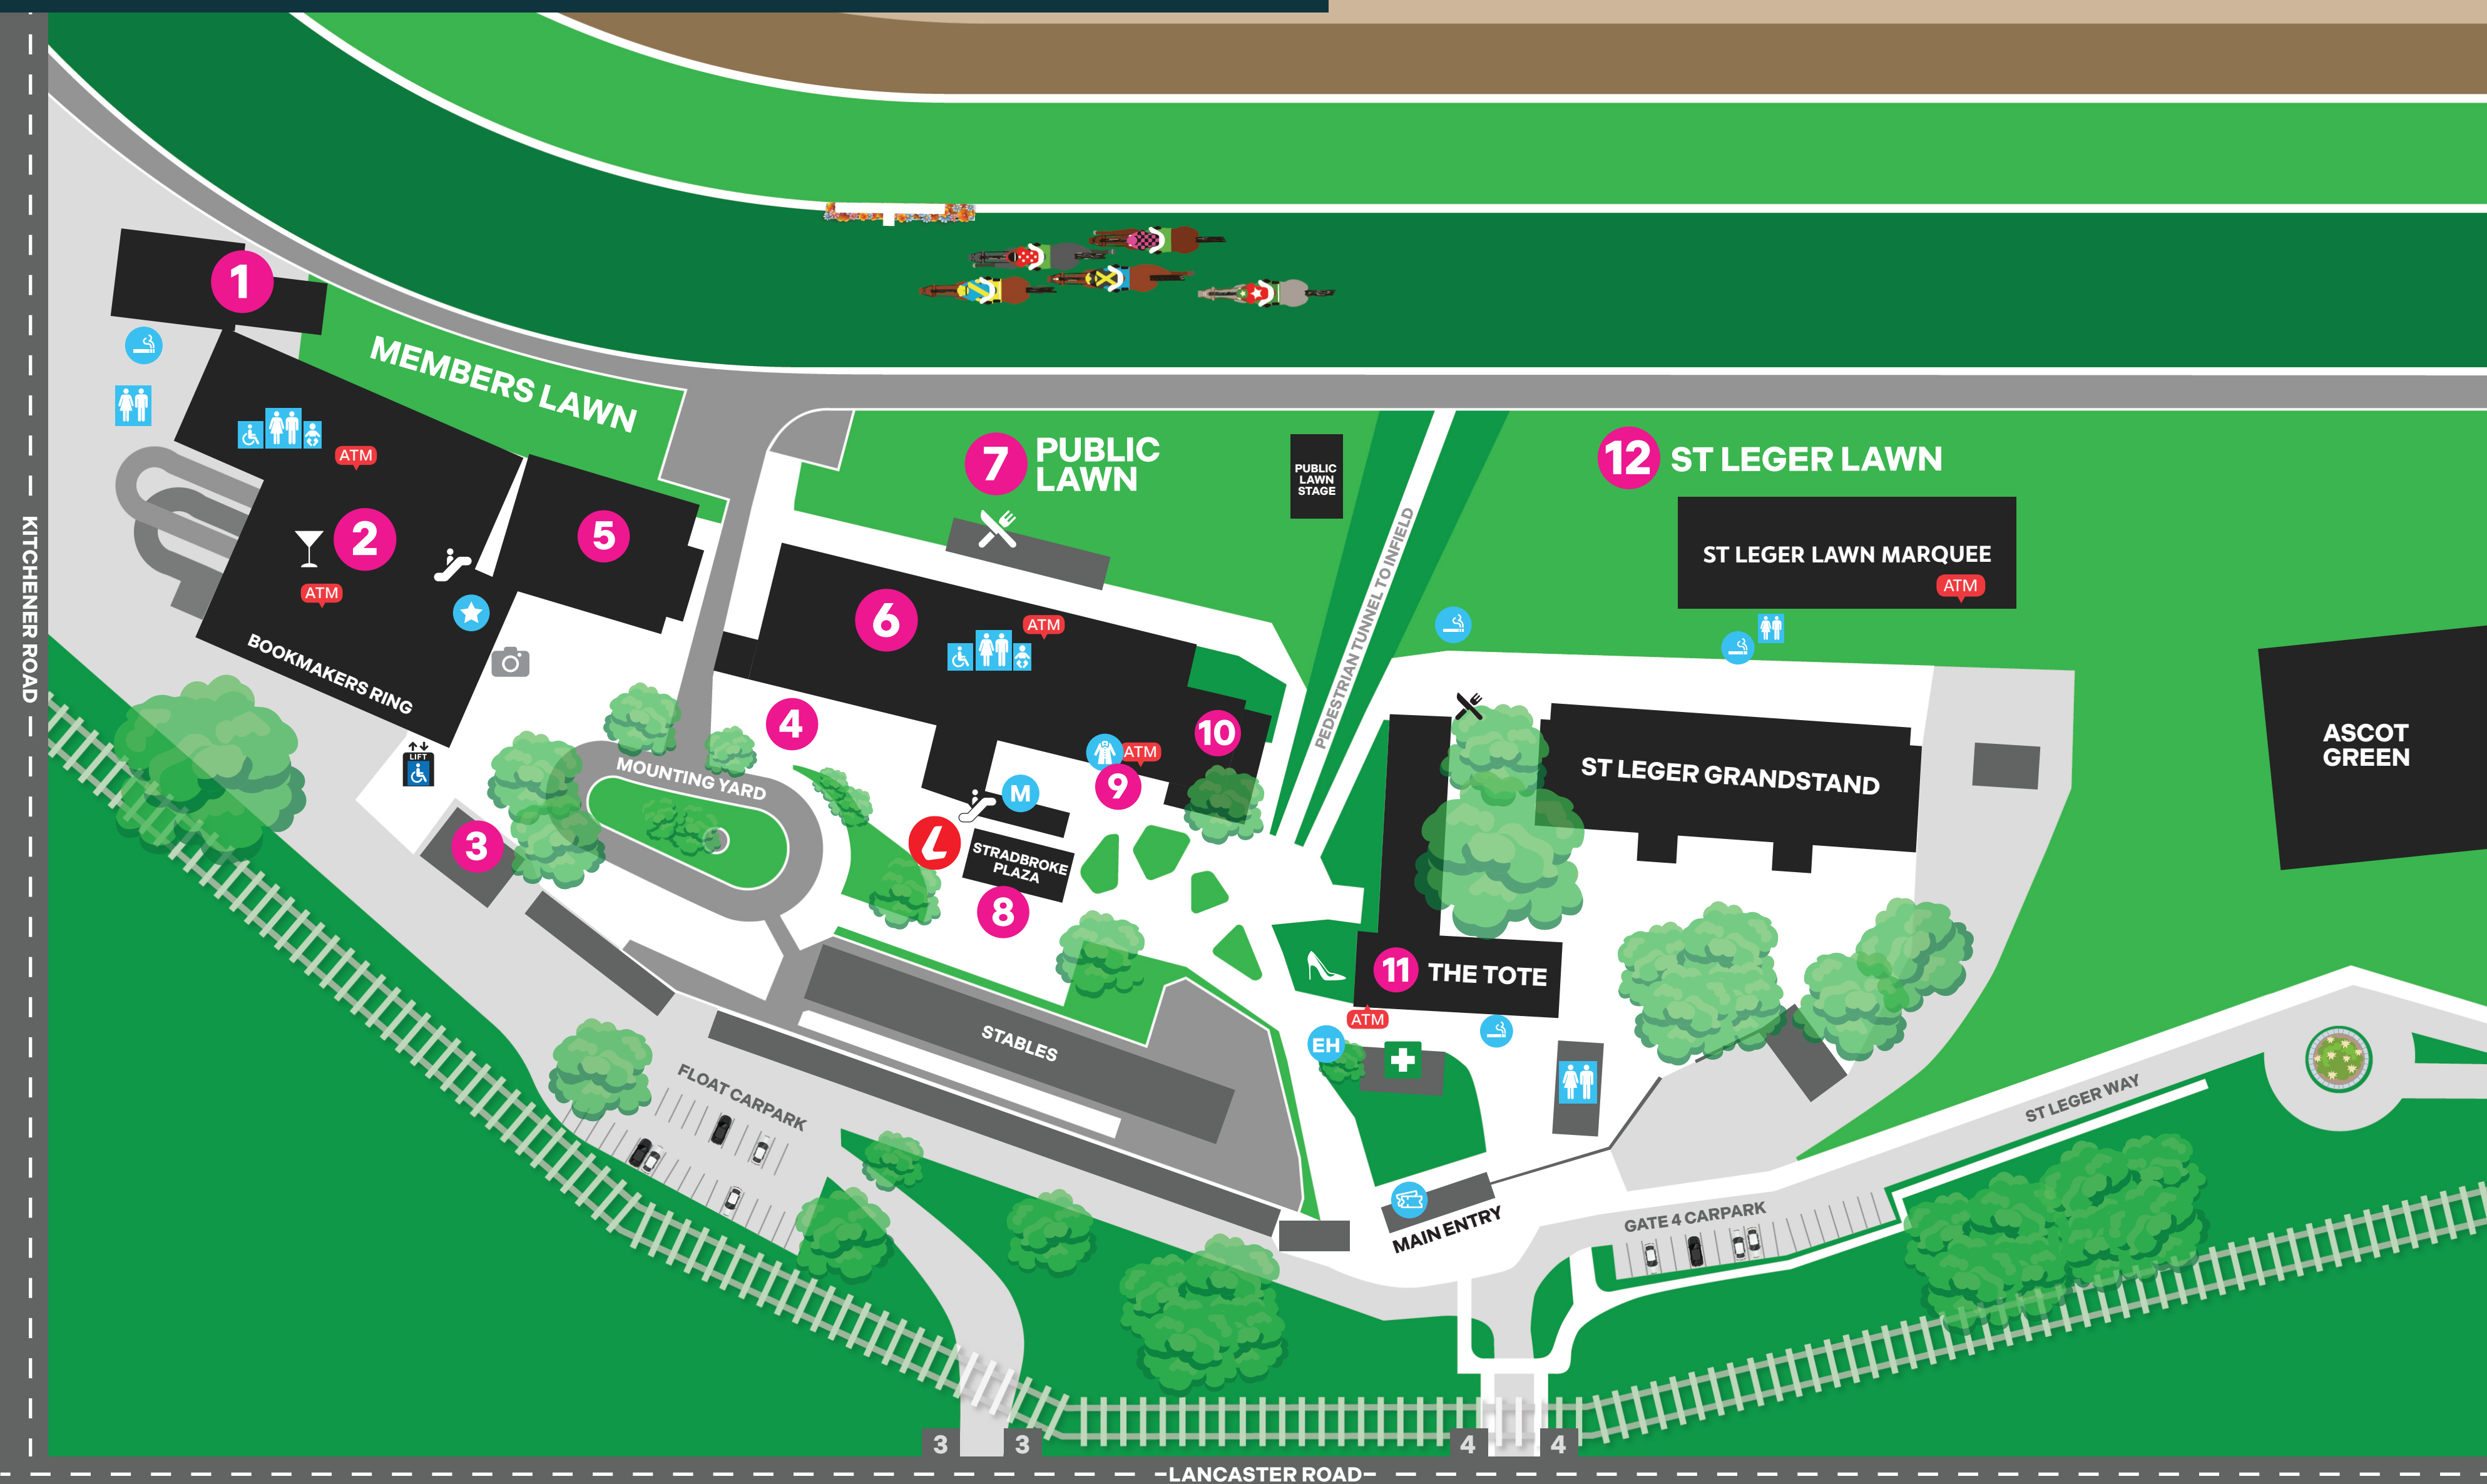 1
MEMBERS LAWN
ATM
7
PUBLIC
LAWN
PUBLIC
LAWN
STAGE
12
ST LEGER LAWN
ST LEGER LAWN MARQUEE
ATM
2
5
ATM
BOOKMAKERS RING
KITCHENER ROAD
6
ATM
PEDESTRIAN TUNNEL TO INFIELD
4
10
ATM
9
M
LIFT
MOUNTING YARD
3
L
STRADBROKE
PLAZA
8
ST LEGER GRANDSTAND
ASCOT
GREEN
11
THE TOTE
ATM
EH
STABLES
FLOAT CARPARK
MAIN ENTRY
GATE 4 CARPARK
ST LEGER WAY
3
3
4
4
LANCASTER ROAD